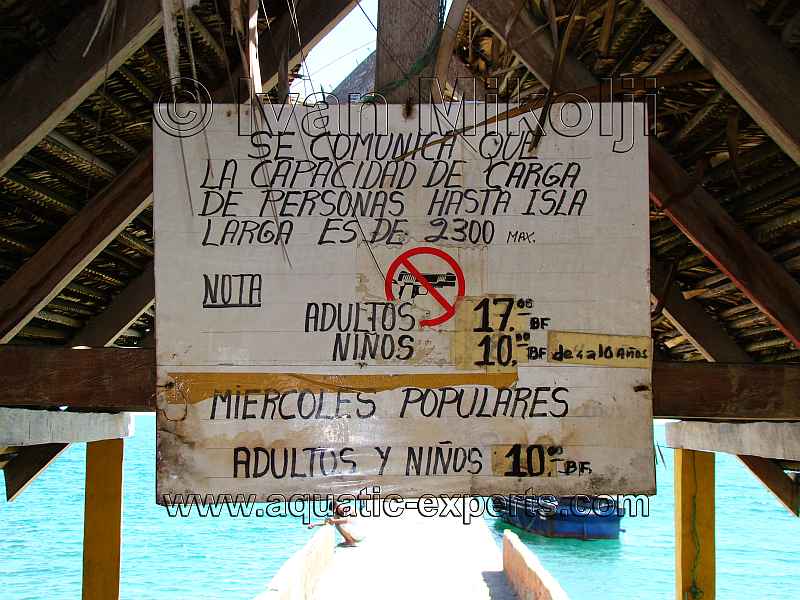 © Ivan Mikolji
SE COMUNICA QUE
LA CAPACIDAD DE CARGA
DE PERSONAS HASTA ISLA
LARGA ES DE 2300 MAX.
NOTA
ADULTOS 17.00 BF
NIÑOS 10.00 BF de 4 a 10 AÑOS
MIERCOLES POPULARES
ADULTOS Y NIÑOS 10.00 BF.
www.aquatic-experts.com